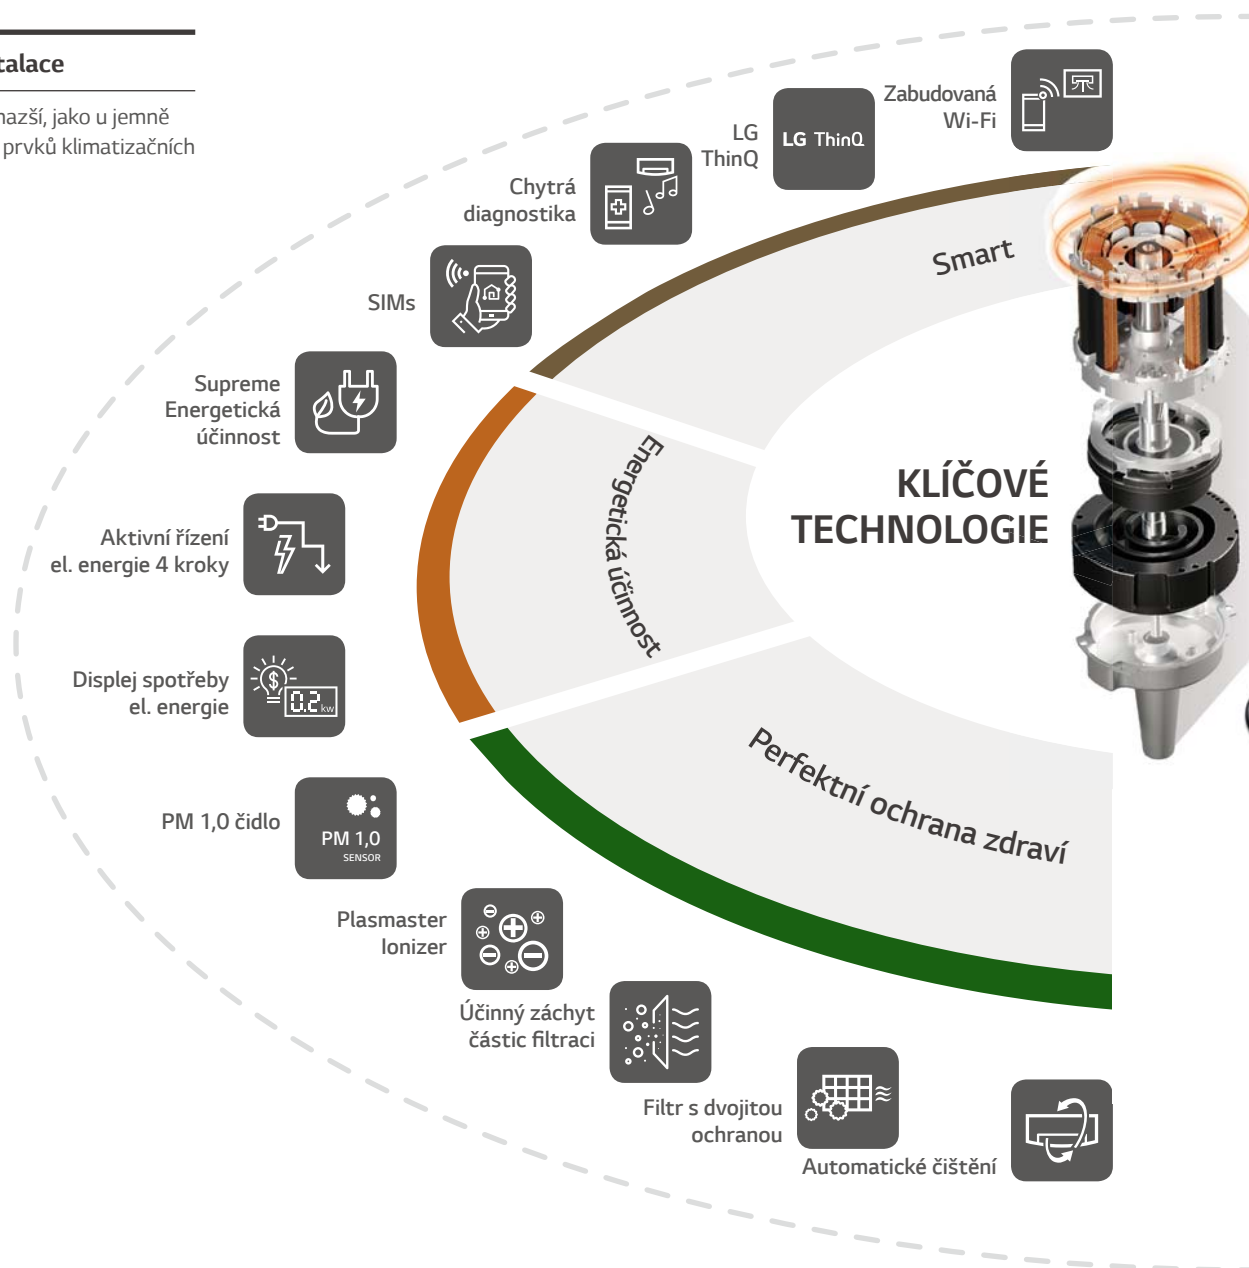 talace
nazší, jako u jemně
prvků klimatizačních
Zabudovaná
Wi-Fi
LG
ThinQ
LG ThinQ
Chytrá
diagnostika
SIMs
Smart
Supreme
Energetická
účinnost
Energetická účinnost
KLÍČOVÉ
TECHNOLOGIE
Aktivní řízení
el. energie 4 kroky
Displej spotřeby
el. energie
0.2 kw
Perfektní ochrana zdraví
PM 1,0 čidlo
PM 1,0
SENSOR
Plasmaster
Ionizer
Účinný záchyt
částic filtraci
Filtr s dvojitou
ochranou
Automatické čištění